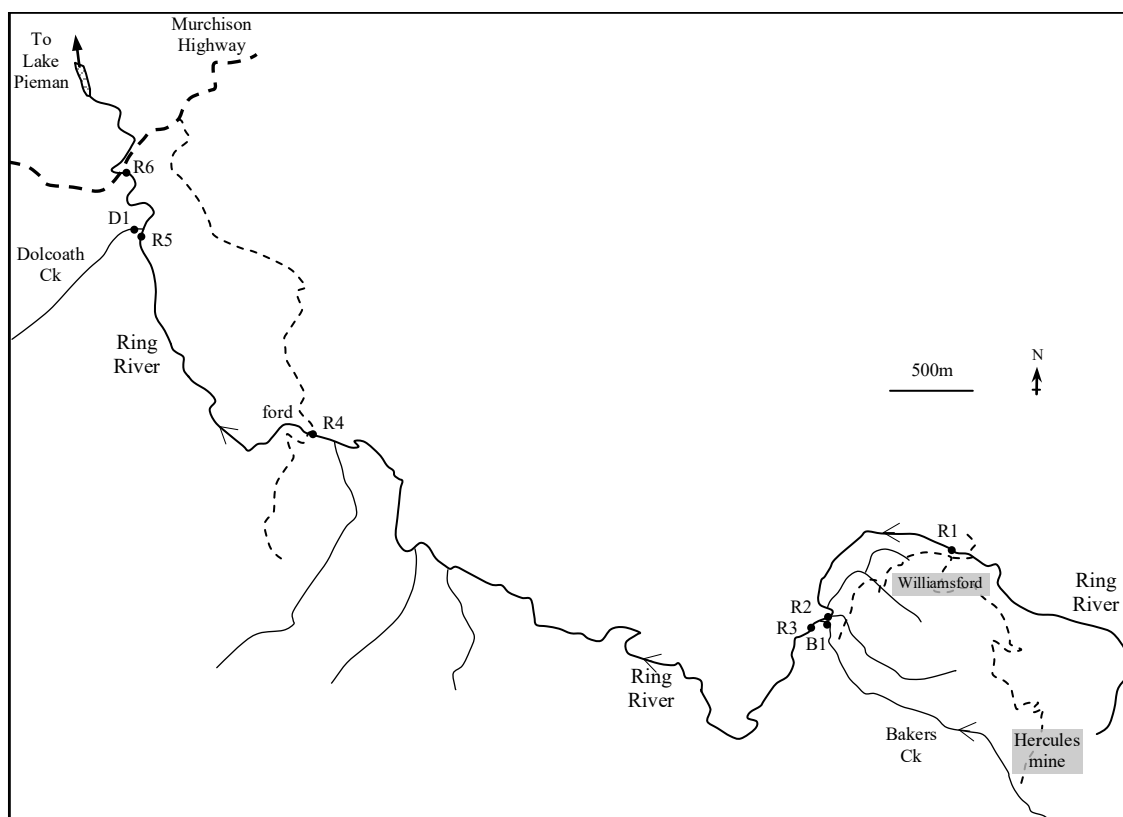 To
Lake
Pieman
Murchison
Highway
R6
D1
R5
Dolcoath
Ck
Ring
River
ford
R4
500m
N
R1
Williamsford
Ring
River
R2
R3
B1
Ring
River
Bakers
Ck
Hercules
mine